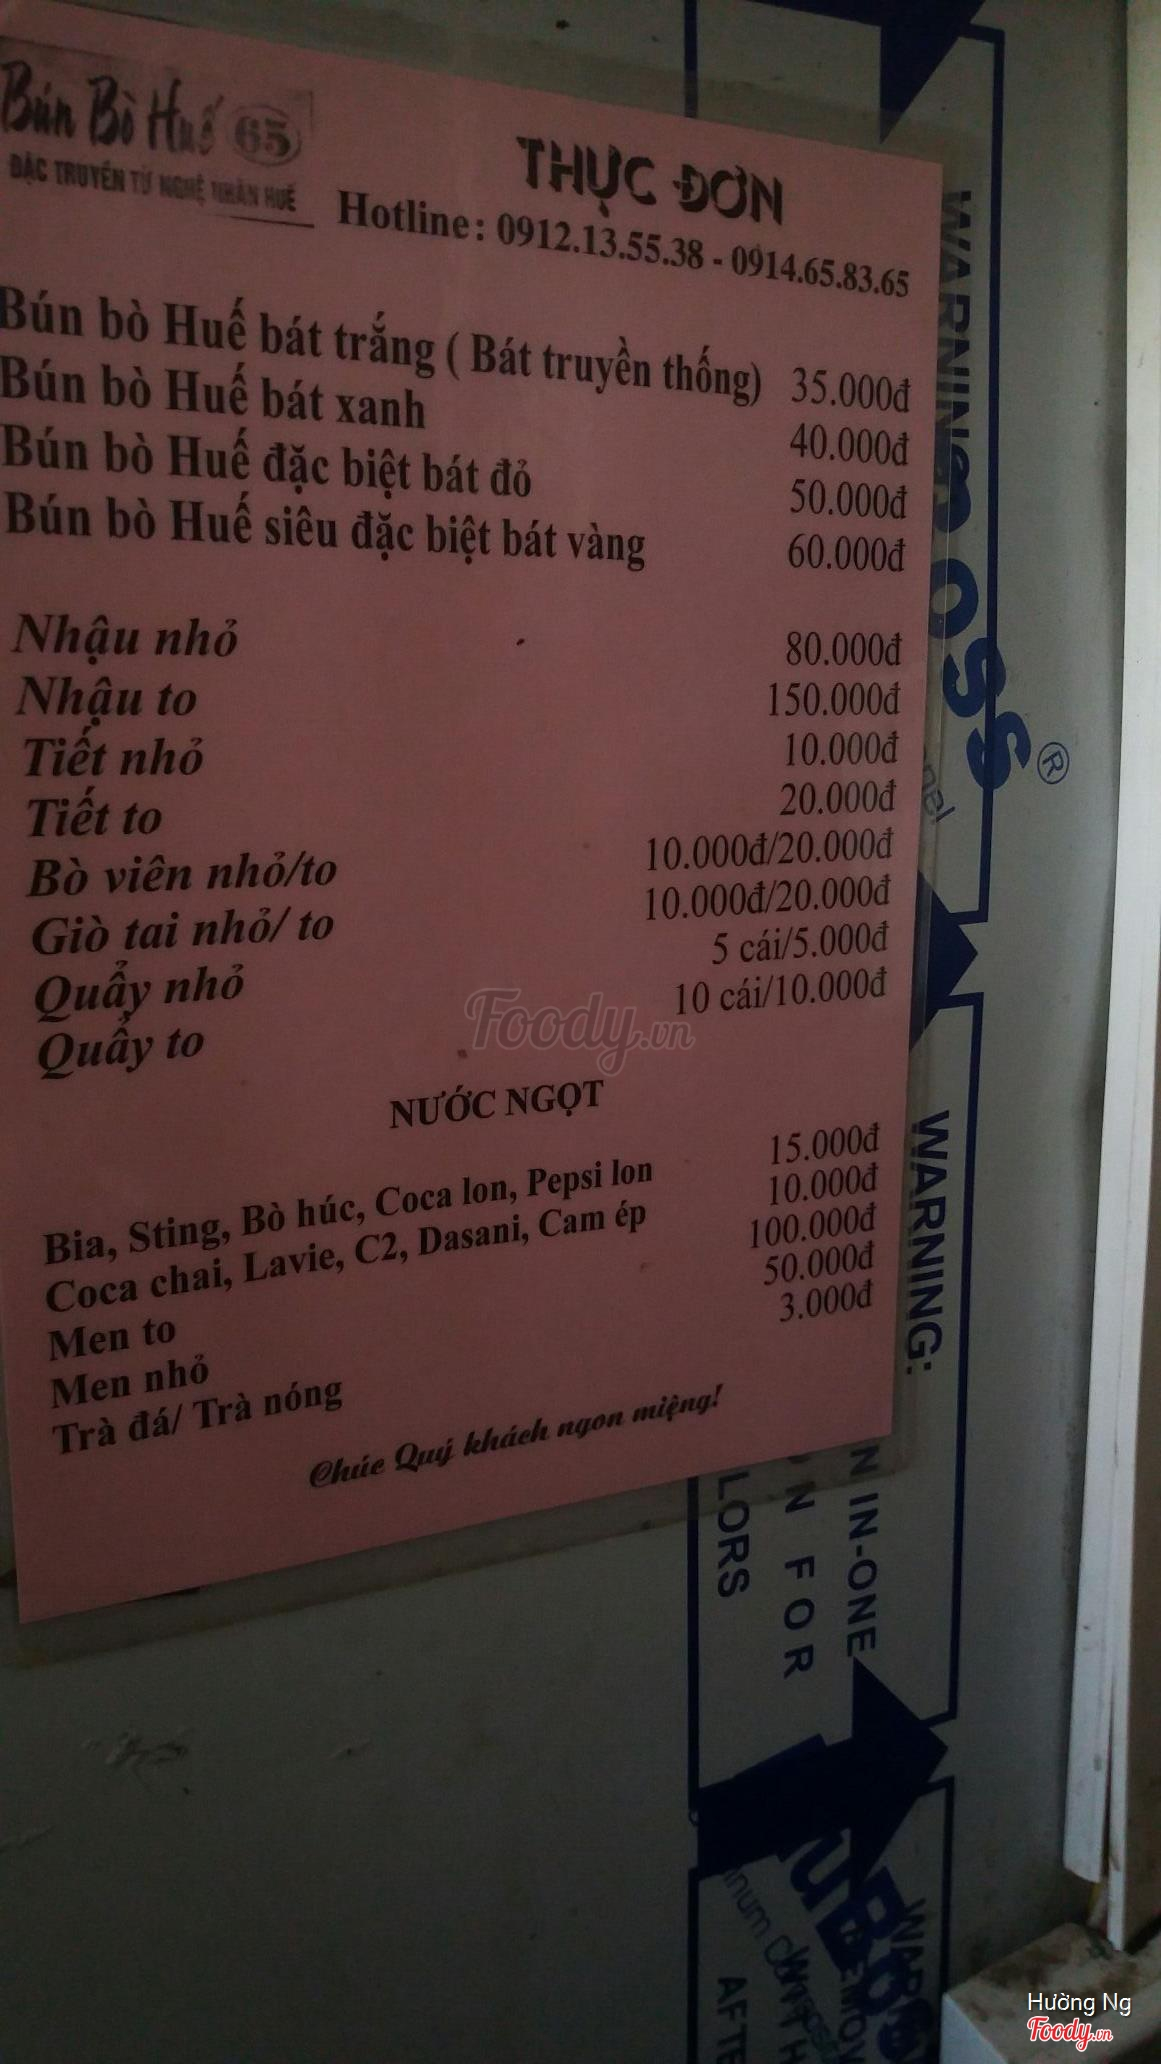 Bún Bò Huế 65
ĐẶC TRUYỀN TỪ NGHỆ NHÂN HUẾ
THỰC ĐƠN
Hotline: 0912.13.55.38 - 0914.65.83.65
Bún bò Huế bát trắng ( Bát truyền thống) 35.000đ
Bún bò Huế bát xanh 40.000đ
Bún bò Huế đặc biệt bát đỏ 50.000đ
Bún bò Huế siêu đặc biệt bát vàng 60.000đ
Nhậu nhỏ 80.000đ
Nhậu to 150.000đ
Tiết nhỏ 10.000đ
Tiết to 20.000đ
Bò viên nhỏ/to 10.000đ/20.000đ
Giò tai nhỏ/ to 10.000đ/20.000đ
Quẩy nhỏ 5 cái/5.000đ
Quẩy to 10 cái/10.000đ
Foody.vn
NƯỚC NGỌT
Bia, Sting, Bò húc, Coca lon, Pepsi lon 15.000đ
Coca chai, Lavie, C2, Dasani, Cam ép 10.000đ
Men to 100.000đ
Men nhỏ 50.000đ
Trà đá/ Trà nóng 3.000đ
Chúc Quý khách ngon miệng!
WARNING
WARNING:
IN-ONE
FOR
Hường Ng
Foody.vn